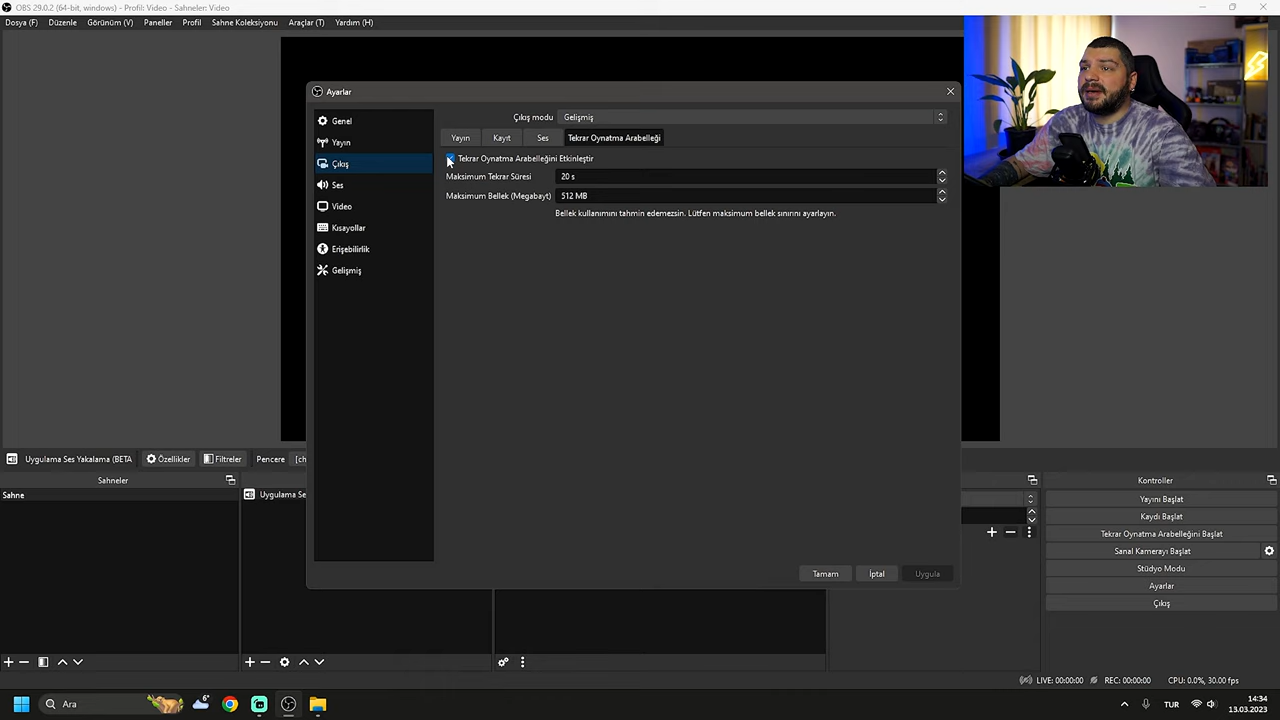 OBS 29.0.2 (64-bit, windows) - Profil: Video - Sahneler: Video
Dosya (F) Düzenle Görünüm (V) Paneller Profil Sahne Koleksiyonu Araçlar (T) Yardım (H)
Ayarlar
Genel
Yayın
Çıkış
Ses
Video
Kısayollar
Erişebilirlik
Gelişmiş
Çıkış modu Gelişmiş
Yayın Kayıt Ses Tekrar Oynatma Arabelleği
Tekrar Oynatma Arabelleğini Etkinleştir
Maksimum Tekrar Süresi 20 s
Maksimum Bellek (Megabayt) 512 MB
Bellek kullanımını tahmin edemezsin. Lütfen maksimum bellek sınırını ayarlayın.
Tamam İptal Uygula
Uygulama Ses Yakalama (BETA Özellikler Filtreler Pencere [ch
Sahneler
Sahne
Uygulama Se
Kontroller
Yayını Başlat
Kaydı Başlat
Tekrar Oynatma Arabelleğini Başlat
Sanal Kamerayı Başlat
Stüdyo Modu
Ayarlar
Çıkış
LIVE: 00:00:00 REC: 00:00:00 CPU: 0.0%, 30.00 fps
Ara 6° TUR 14:34
13.03.2023